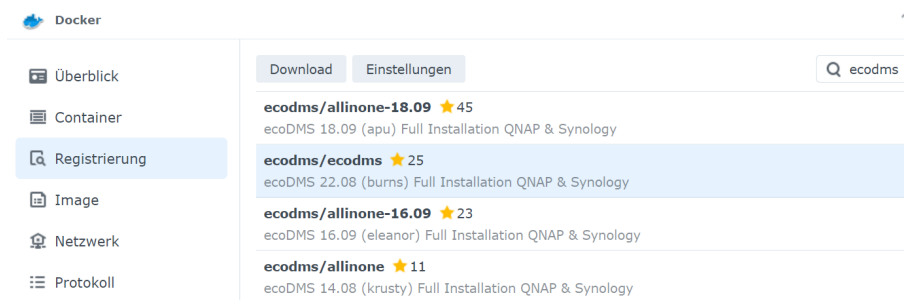 Docker
Überblick
Container
Registrierung
Image
Netzwerk
Protokoll
Download Einstellungen ecodms
ecodms/allinone-18.09 45
ecoDMS 18.09 (apu) Full Installation QNAP & Synology
ecodms/ecodms 25
ecoDMS 22.08 (burns) Full Installation QNAP & Synology
ecodms/allinone-16.09 23
ecoDMS 16.09 (eleanor) Full Installation QNAP & Synology
ecodms/allinone 11
ecoDMS 14.08 (krusty) Full Installation QNAP & Synology